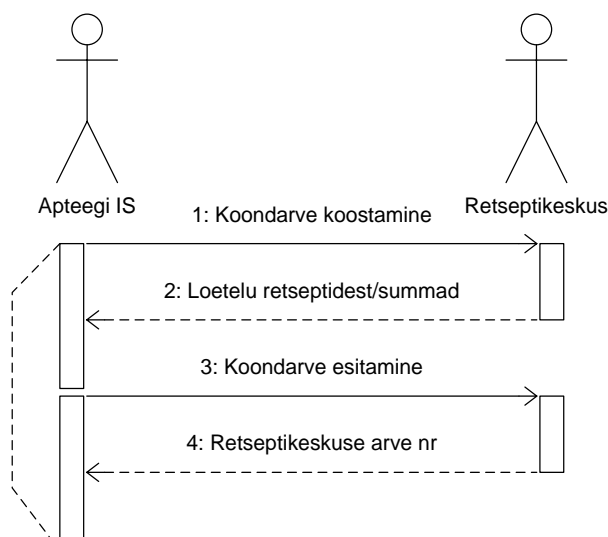 Apteegi IS
Retseptikeskus
1: Koondarve koostamine
2: Loetelu retseptidest/summad
3: Koondarve esitamine
4: Retseptikeskuse arve nr